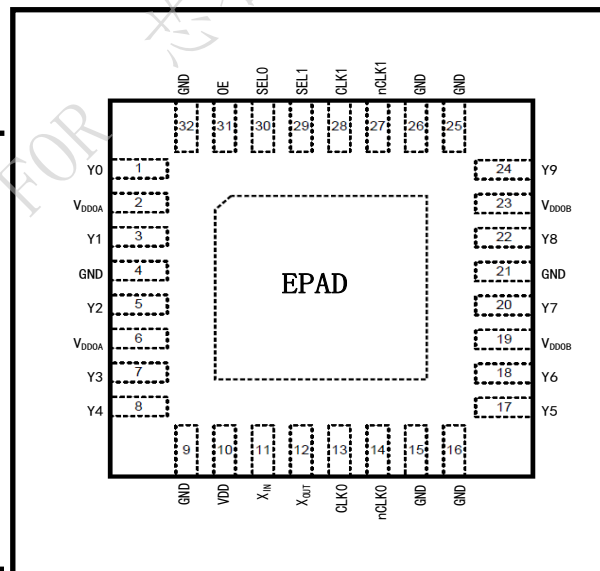 GND OE SEL0 SEL1 CLK1 nCLK1 GND GND
32 31 30 29 28 27 26 25
Y0 1 24 Y9
VDDOA 2 23 VDDOB
Y1 3 22 Y8
GND 4 21 GND
EPAD
Y2 5 20 Y7
VDDOA 6 19 VDDOB
Y3 7 18 Y6
Y4 8 17 Y5
9 10 11 12 13 14 15 16
GND VDD XIN XOUT CLK0 nCLK0 GND GND
FOR